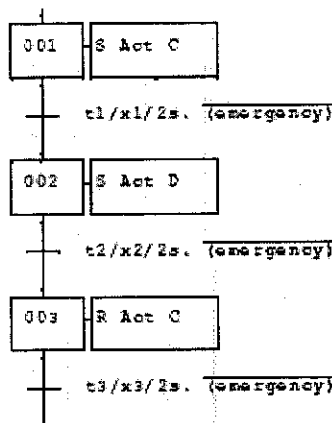 001 S Act C
t1/x1/2s. (emergency)
002 S Act D
t2/x2/2s. (emergency)
003 R Act C
t3/x3/2s. (emergency)